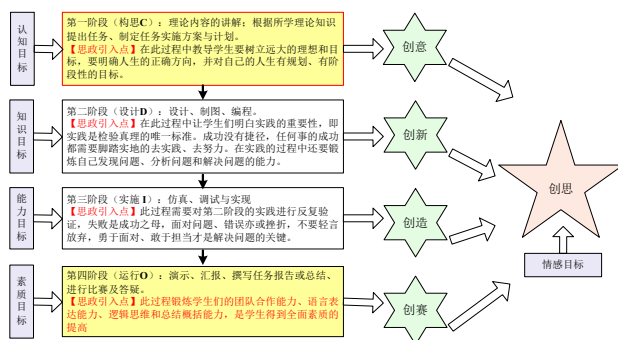 认知目标
第一阶段（构思C）：理论内容的讲解；根据所学理论知识
提出任务、制定任务实施方案与计划。
【思政引入点】在此过程中教导学生要树立远大的理想和目
标，要明确人生的正确方向，并对自己的人生有规划、有阶
段性的目标。
创意
知识目标
第二阶段（设计D）：设计、制图、编程。
【思政引入点】在此过程中让学生们明白实践的重要性，即
实践是检验真理的唯一标准。成功没有捷径，任何事的成功
都需要脚踏实地的去实践、去努力。在实践的过程中还要锻
炼自己发现问题、分析问题和解决问题的能力。
创新
能力目标
第三阶段（实施 I）：仿真、调试与实现
【思政引入点】此过程需要对第二阶段的实践进行反复验
证，失败是成功之母，面对问题、错误亦或挫折，不要轻言
放弃，勇于面对、敢于担当才是解决问题的关键。
创造
素质目标
第四阶段（运行O）：演示、汇报、撰写任务报告或总结、
进行比赛及答疑。
【思政引入点】此过程锻炼学生们的团队合作能力、语言表
达能力、逻辑思维和总结概括能力，是学生得到全面素质的
提高
创赛
创思
情感目标